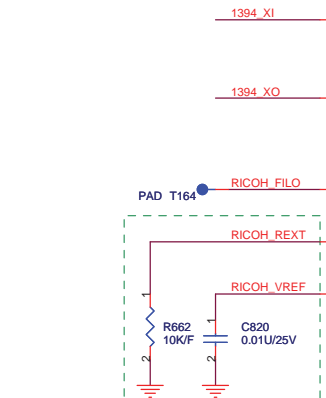 1394_XI
1394_XO
RICOH_FILO
PAD T164
RICOH_REXT
RICOH_VREF
1
1
R662
10K/F
C820
0.01U/25V
2
2